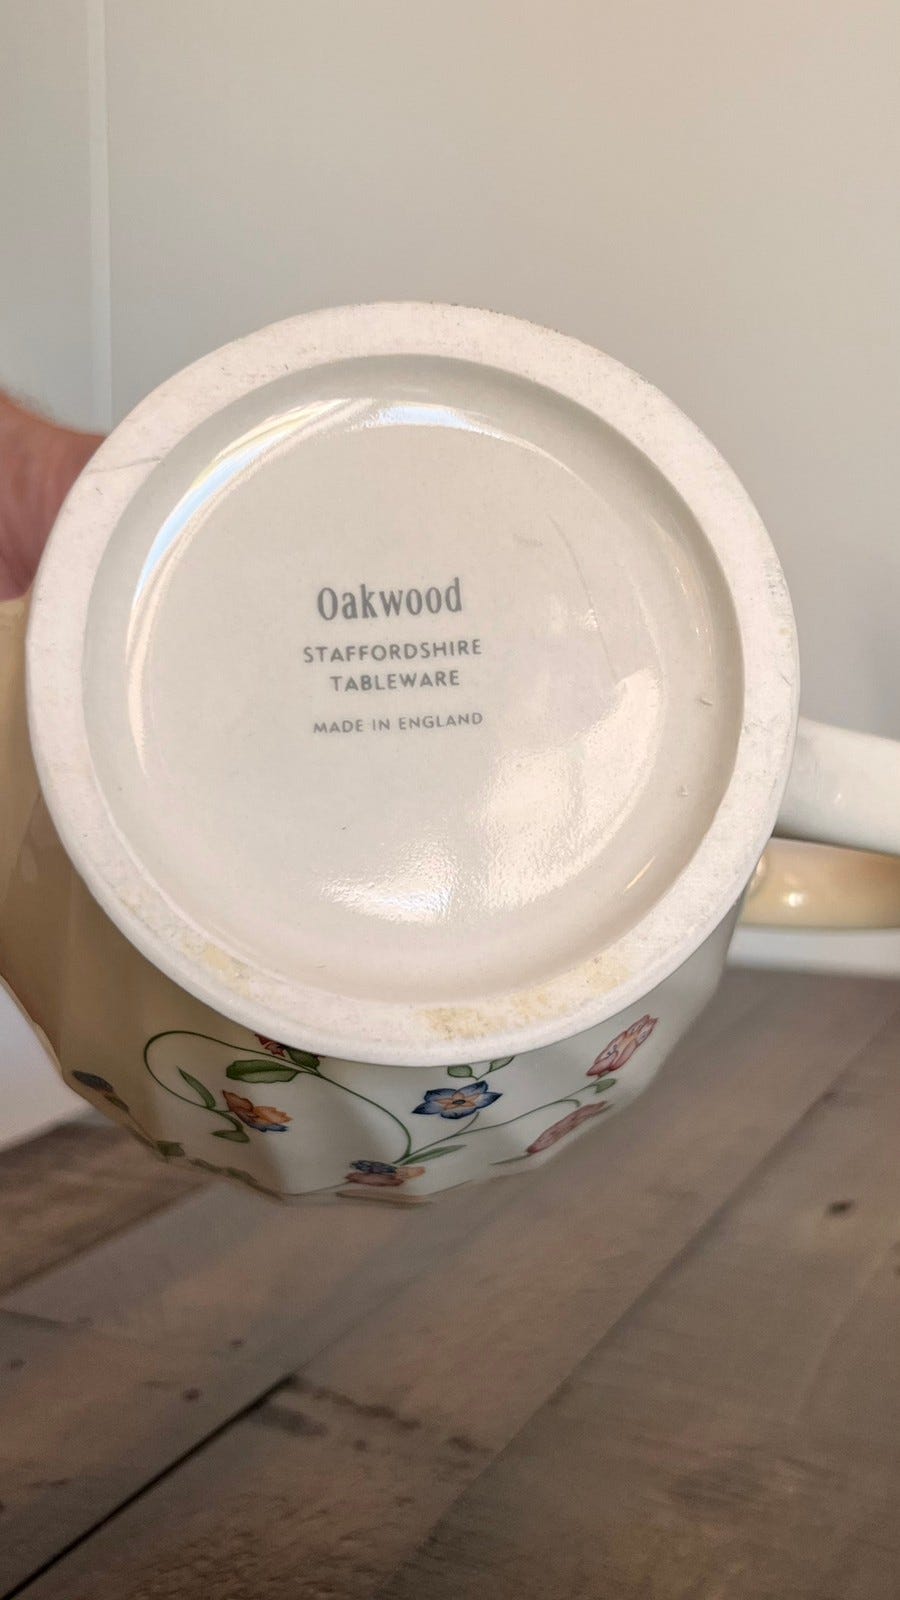 Oakwood
STAFFORDSHIRE
TABLEWARE
MADE IN ENGLAND